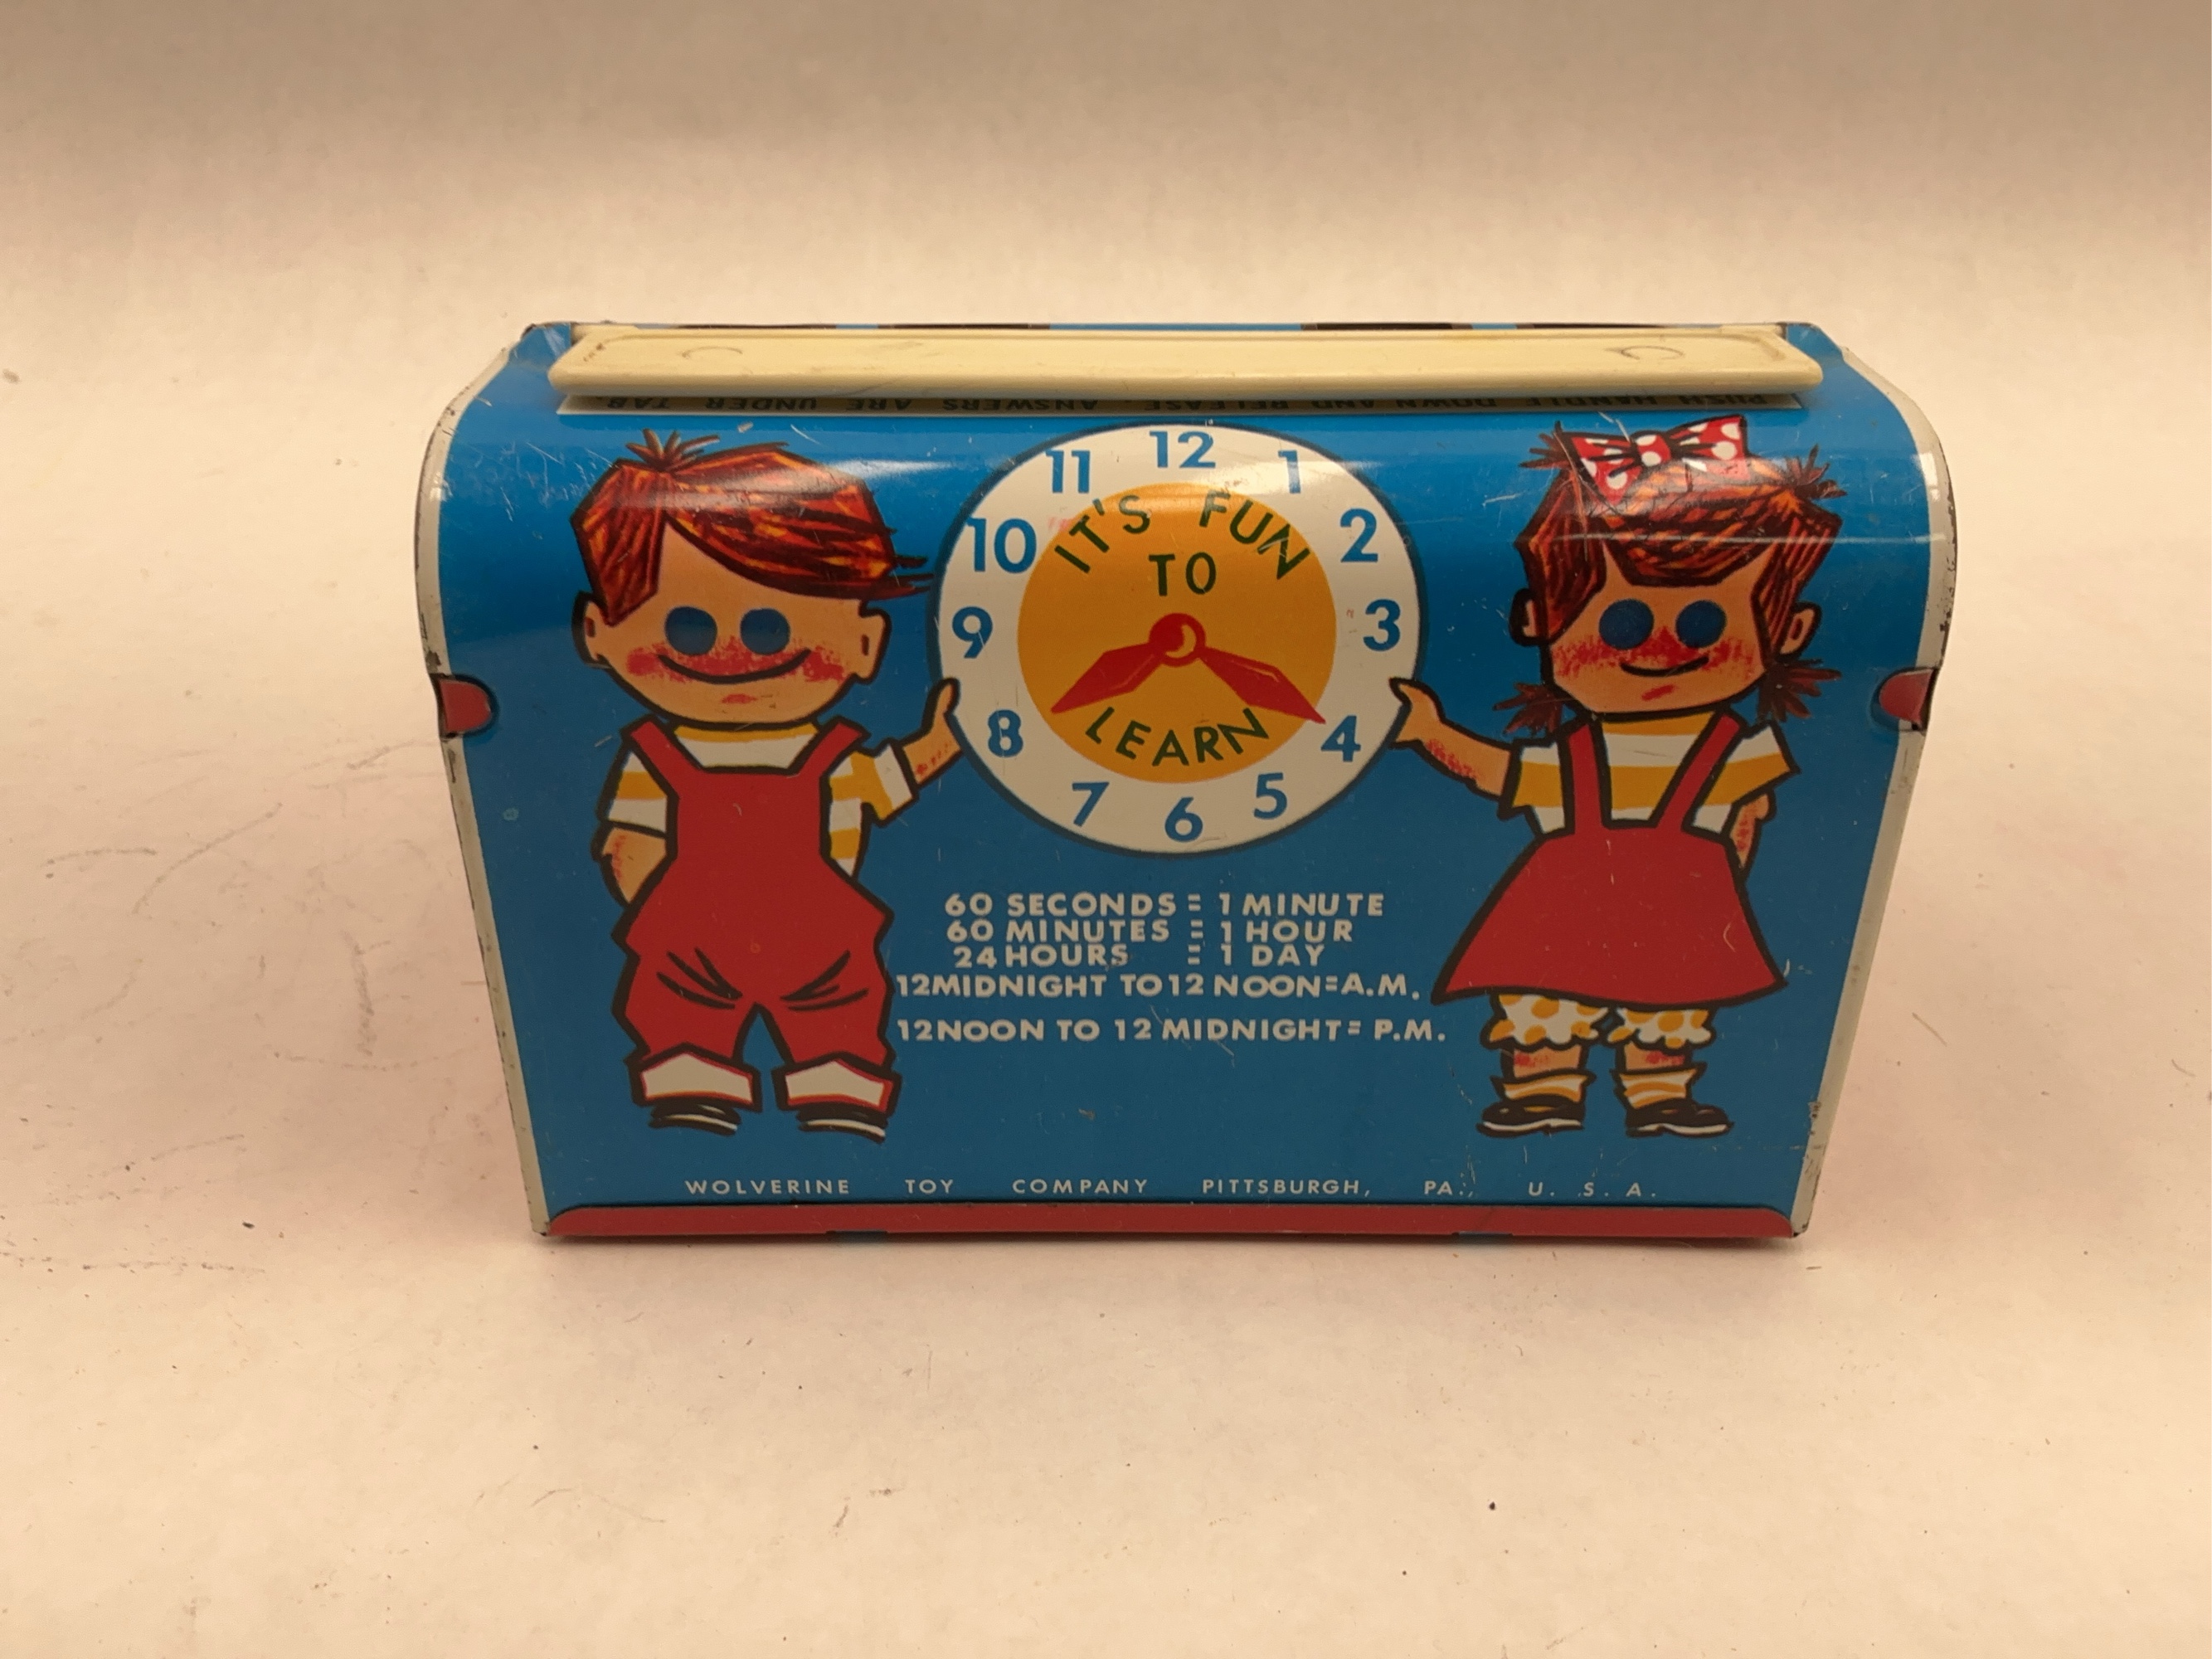 PUSH HANDLE DOWN AND RELEASE. ANSWERS ARE UNDER TAB
12
11 1
10 2
9 3
8 4
7 5
6
IT'S FUN
TO
LEARN
60 SECONDS = 1 MINUTE
60 MINUTES = 1 HOUR
24 HOURS = 1 DAY
12 MIDNIGHT TO 12 NOON = A.M.
12 NOON TO 12 MIDNIGHT = P.M.
WOLVERINE TOY COMPANY PITTSBURGH, PA., U. S. A.